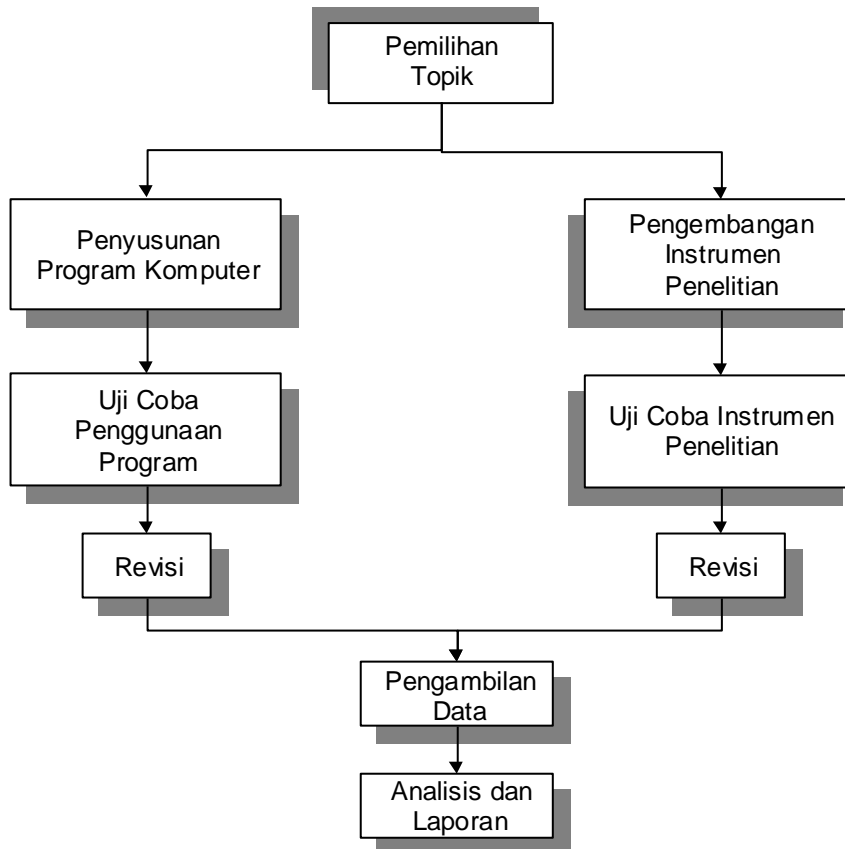 Pemilihan
Topik
Penyusunan
Program Komputer
Pengembangan
Instrumen
Penelitian
Uji Coba
Penggunaan
Program
Uji Coba Instrumen
Penelitian
Revisi
Revisi
Pengambilan
Data
Analisis dan
Laporan